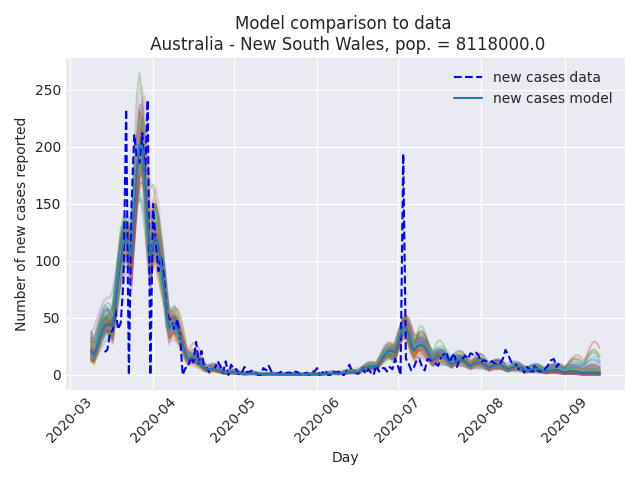 Model comparison to data
Australia - New South Wales, pop. = 8118000.0
new cases data
new cases model
Number of new cases reported
250
200
150
100
50
0
2020-03
2020-04
2020-05
2020-06
2020-07
2020-08
2020-09
Day